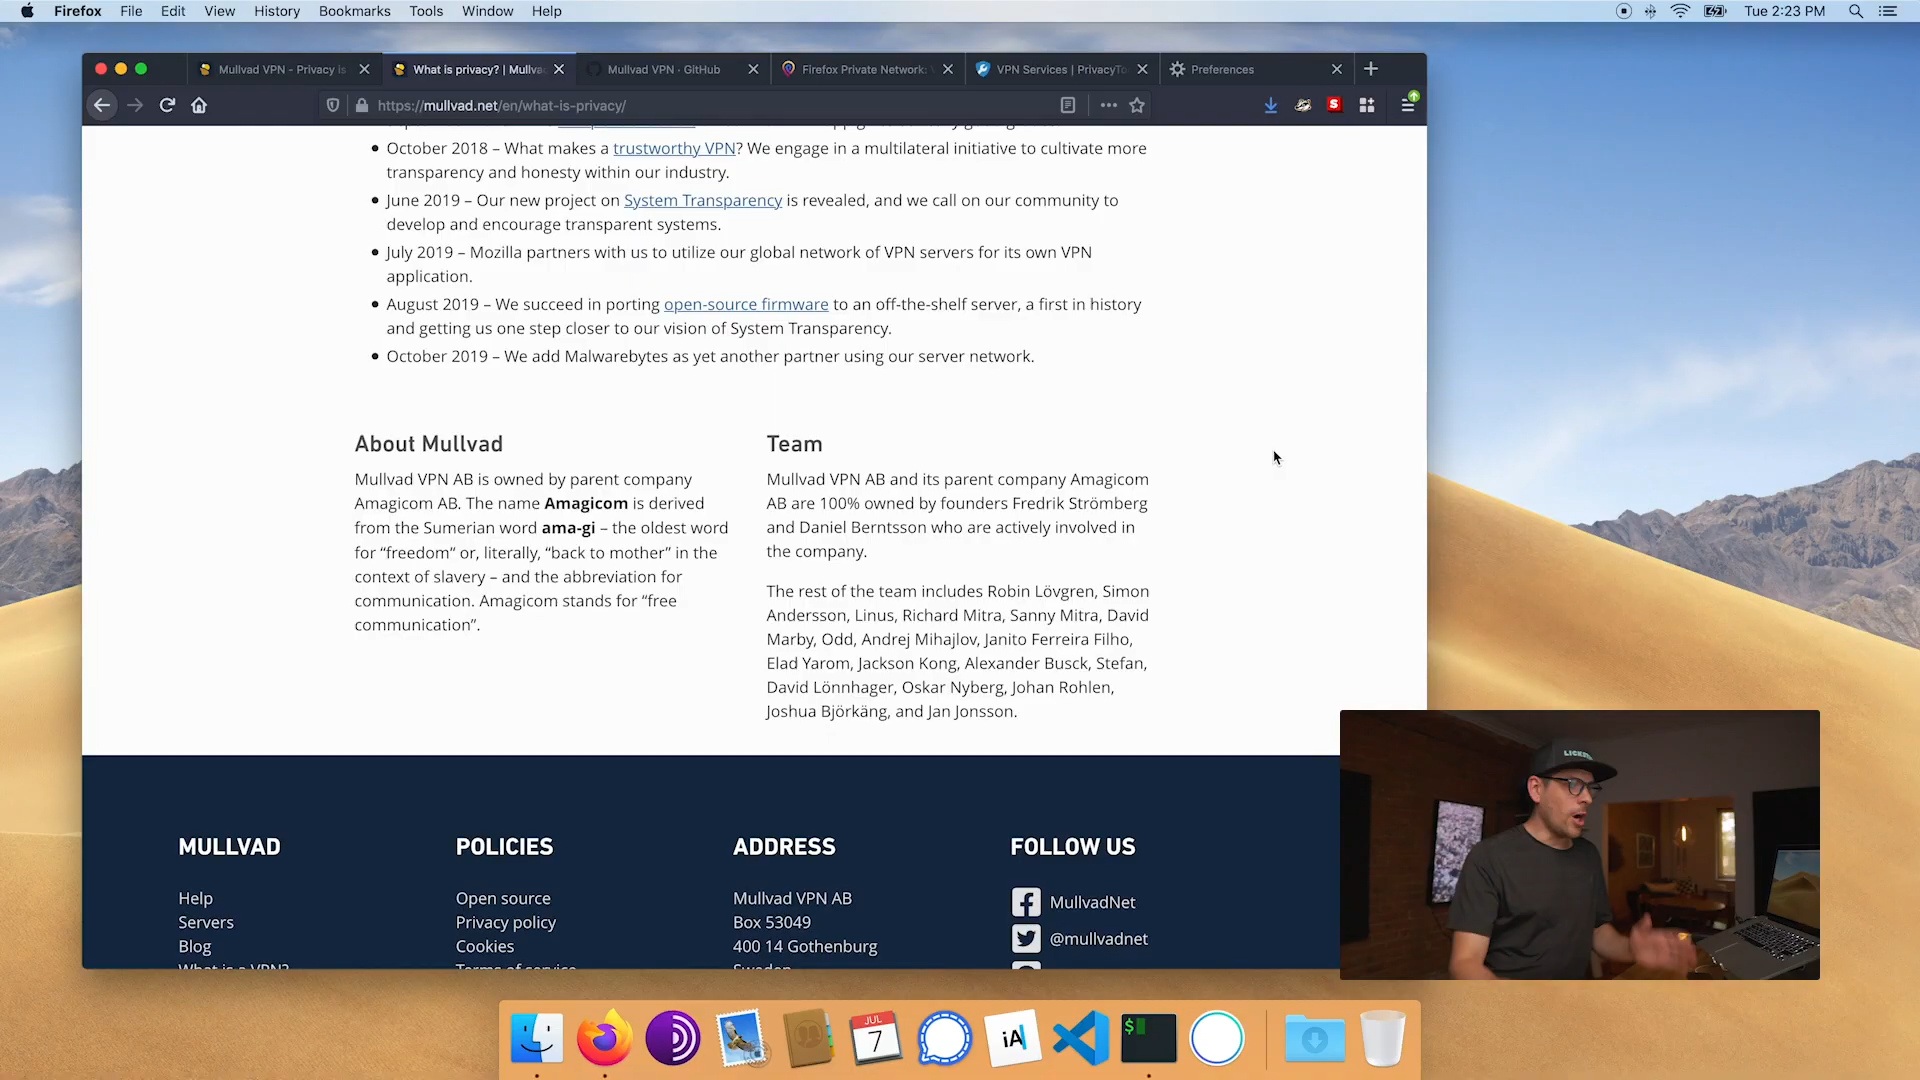 Firefox File Edit View History Bookmarks Tools Window Help
Tue 2:23 PM
Mullvad VPN - Privacy is
What is privacy? | Mullva
Mullvad VPN · GitHub
Firefox Private Network:
VPN Services | PrivacyTo
Preferences
https://mullvad.net/en/what-is-privacy/
October 2018 – What makes a trustworthy VPN? We engage in a multilateral initiative to cultivate more
transparency and honesty within our industry.
June 2019 – Our new project on System Transparency is revealed, and we call on our community to
develop and encourage transparent systems.
July 2019 – Mozilla partners with us to utilize our global network of VPN servers for its own VPN
application.
August 2019 – We succeed in porting open-source firmware to an off-the-shelf server, a first in history
and getting us one step closer to our vision of System Transparency.
October 2019 – We add Malwarebytes as yet another partner using our server network.
About Mullvad
Mullvad VPN AB is owned by parent company
Amagicom AB. The name Amagicom is derived
from the Sumerian word ama-gi – the oldest word
for “freedom” or, literally, “back to mother” in the
context of slavery – and the abbreviation for
communication. Amagicom stands for “free
communication”.
Team
Mullvad VPN AB and its parent company Amagicom
AB are 100% owned by founders Fredrik Strömberg
and Daniel Berntsson who are actively involved in
the company.
The rest of the team includes Robin Lövgren, Simon
Andersson, Linus, Richard Mitra, Sanny Mitra, David
Marby, Odd, Andrej Mihajlov, Janito Ferreira Filho,
Elad Yarom, Jackson Kong, Alexander Busck, Stefan,
David Lönnhager, Oskar Nyberg, Johan Rohlen,
Joshua Björkäng, and Jan Jonsson.
MULLVAD
Help
Servers
Blog
What is a VPN?
POLICIES
Open source
Privacy policy
Cookies
Terms of service
ADDRESS
Mullvad VPN AB
Box 53049
400 14 Gothenburg
Sweden
FOLLOW US
MullvadNet
@mullvadnet
JUL
7
iA
$